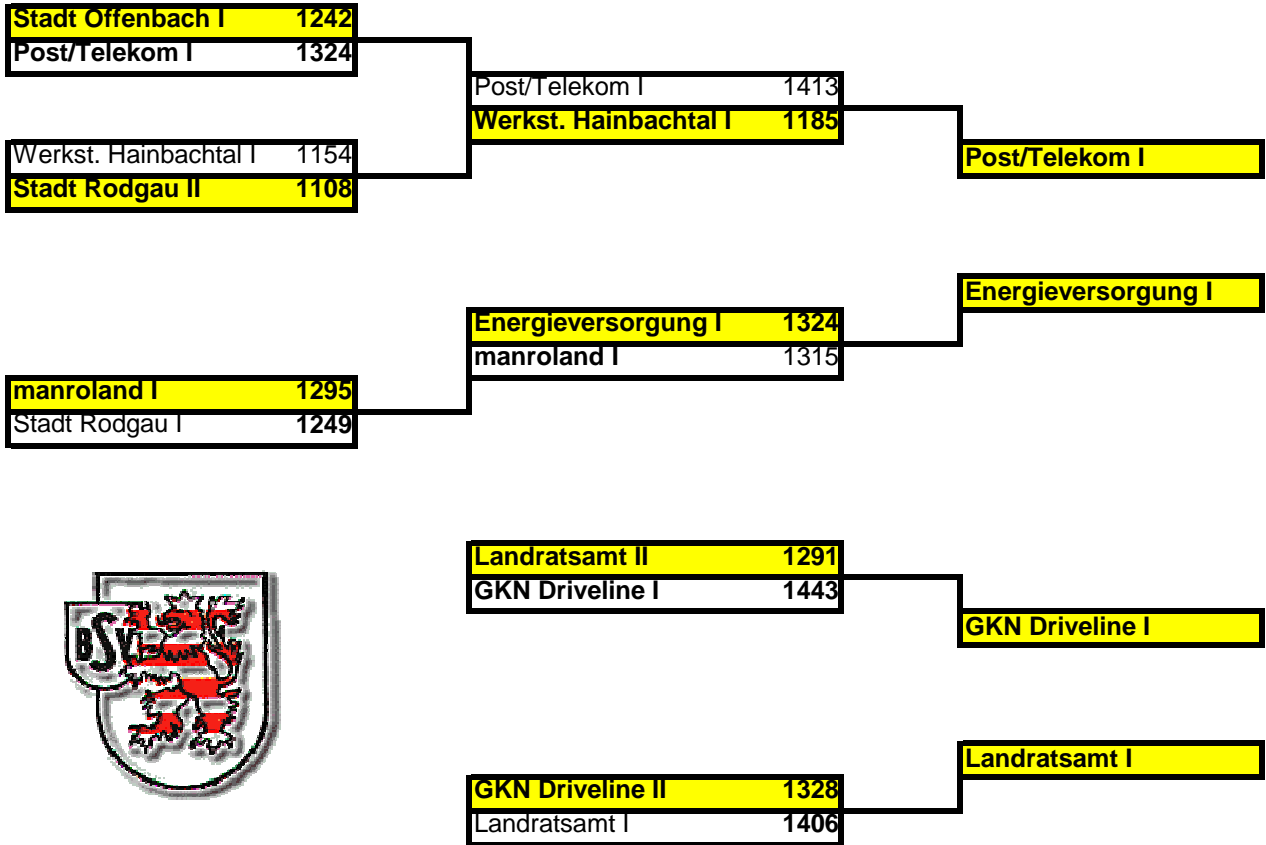 Stadt Offenbach I 1242
Post/Telekom I 1324
Werkst. Hainbachtal I 1154
Stadt Rodgau II 1108
manroland I 1295
Stadt Rodgau I 1249
Post/Telekom I 1413
Werkst. Hainbachtal I 1185
Energieversorgung I 1324
manroland I 1315
Landratsamt II 1291
GKN Driveline I 1443
GKN Driveline II 1328
Landratsamt I 1406
Post/Telekom I
Energieversorgung I
GKN Driveline I
Landratsamt I
BSV